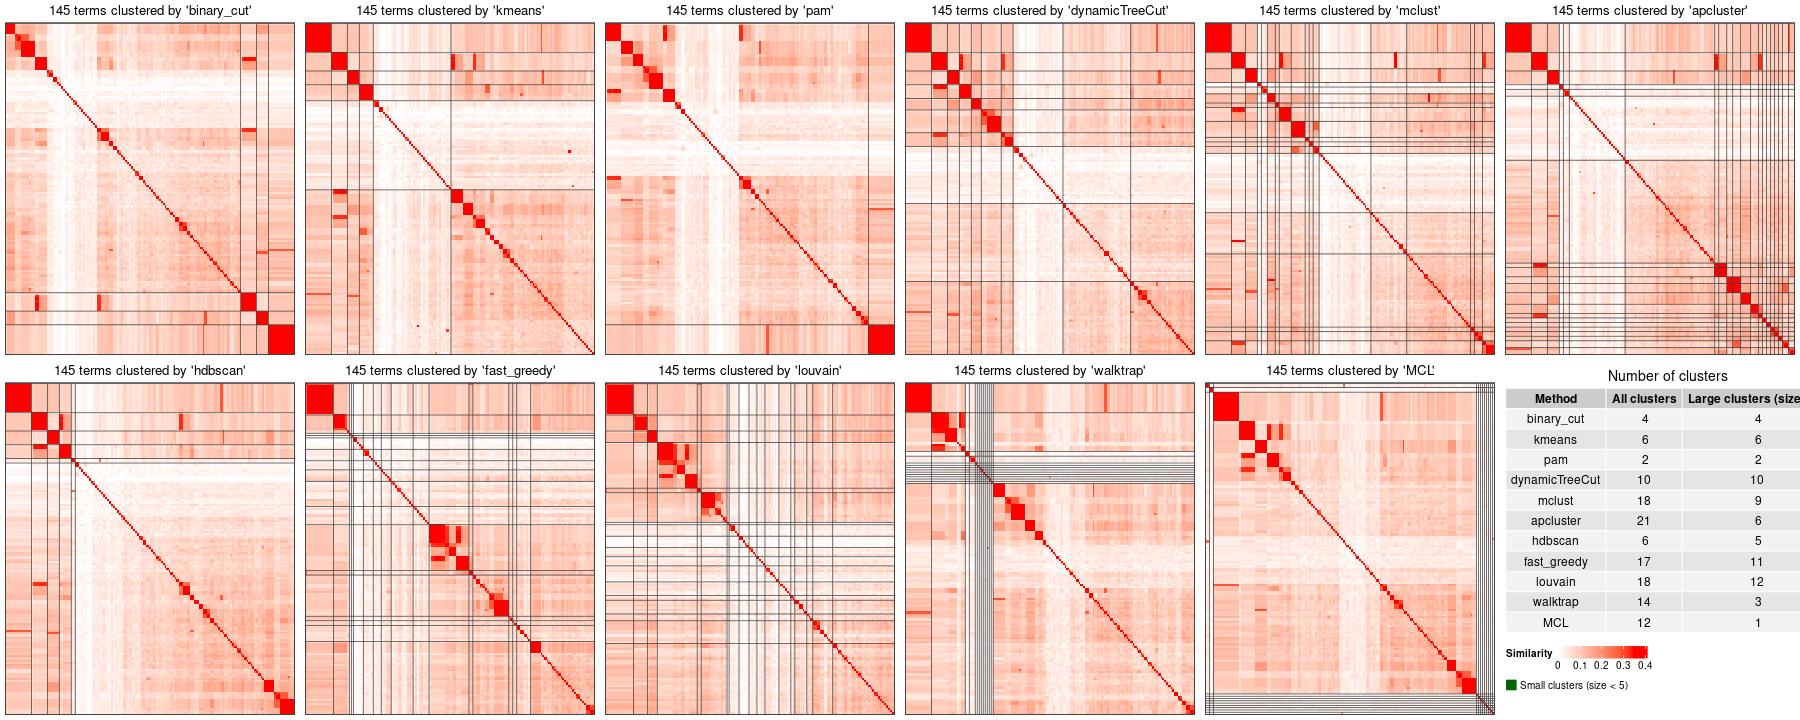 145 terms clustered by 'binary_cut'
145 terms clustered by 'kmeans'
145 terms clustered by 'pam'
145 terms clustered by 'dynamicTreeCut'
145 terms clustered by 'mclust'
145 terms clustered by 'apcluster'
145 terms clustered by 'hdbscan'
145 terms clustered by 'fast_greedy'
145 terms clustered by 'louvain'
145 terms clustered by 'walktrap'
145 terms clustered by 'MCL'
Number of clusters
Method All clusters Large clusters (size
binary_cut 4 4
kmeans 6 6
pam 2 2
dynamicTreeCut 10 10
mclust 18 9
apcluster 21 6
hdbscan 6 5
fast_greedy 17 11
louvain 18 12
walktrap 14 3
MCL 12 1
Similarity
0 0.1 0.2 0.3 0.4
Small clusters (size < 5)